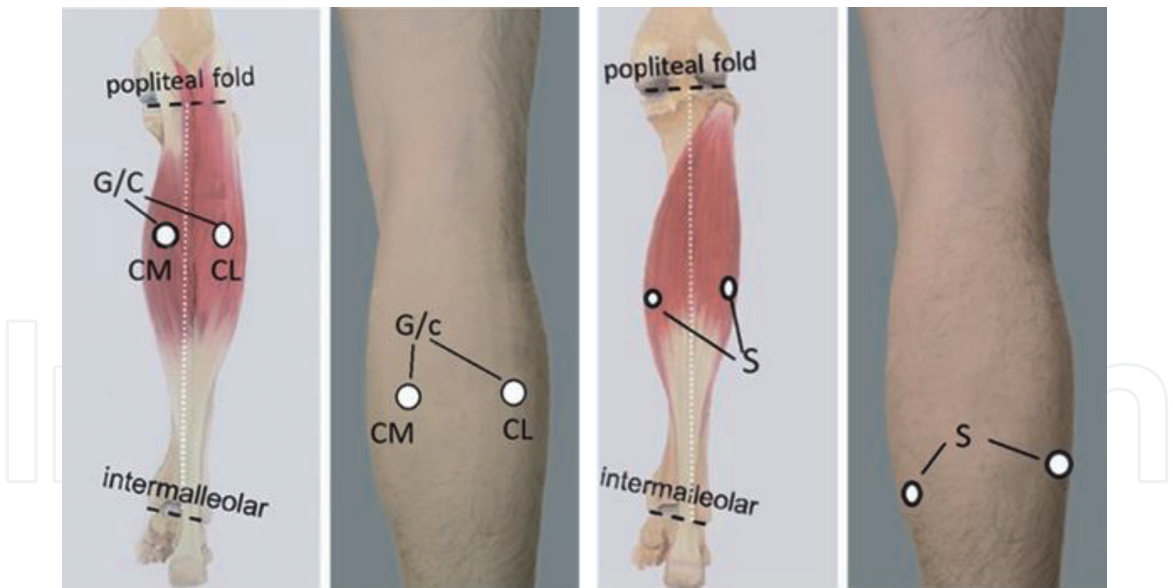 popliteal fold
G/C
CM
CL
intermalleolar
G/c
CM
CL
popliteal fold
S
intermalleolar
S